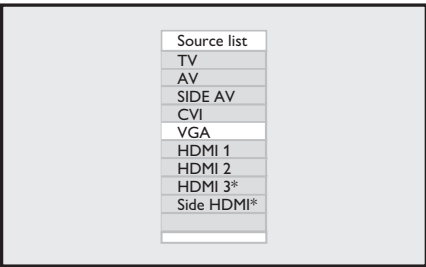 Source list
TV
AV
SIDE AV
CVI
VGA
HDMI 1
HDMI 2
HDMI 3*
Side HDMI*